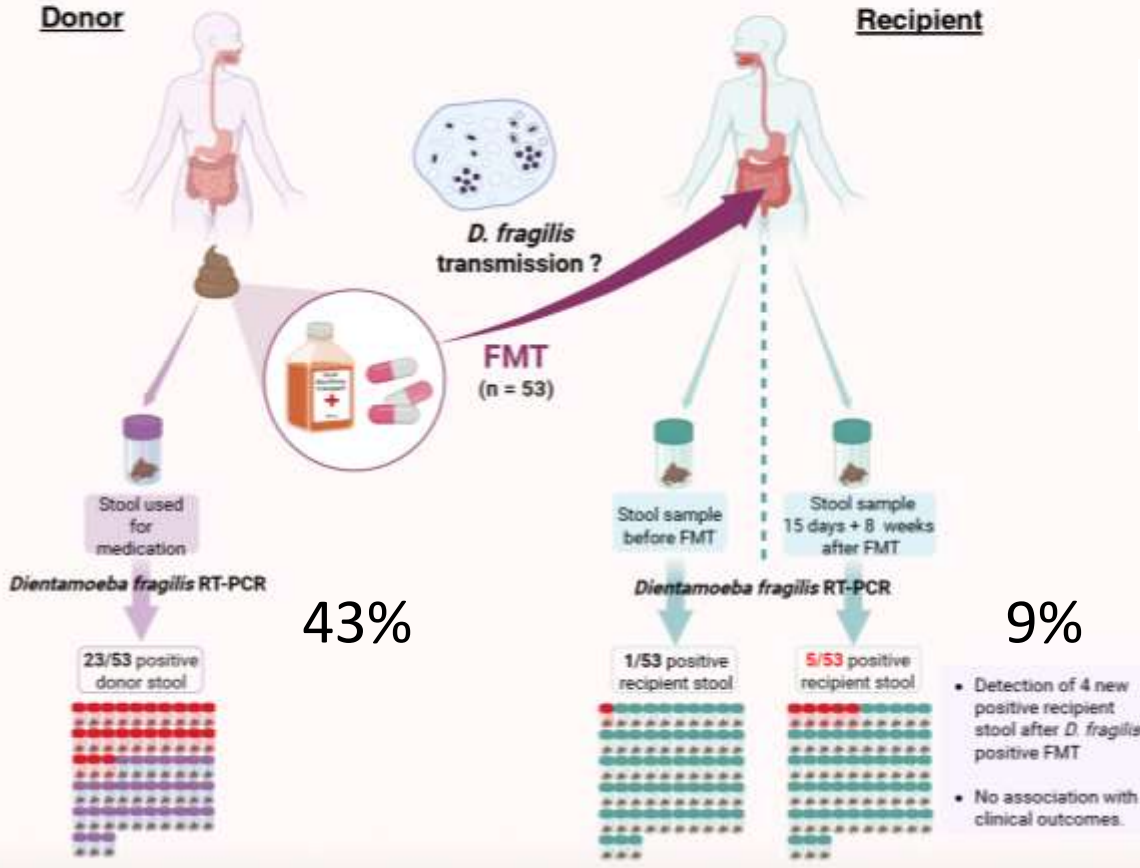 Donor
Recipient
D. fragilis
transmission ?
FMT
(n = 53)
Stool used
for
medication
Stool sample
before FMT
Stool sample
15 days + 8 weeks
after FMT
Dientamoeba fragilis RT-PCR
Dientamoeba fragilis RT-PCR
43%
9%
23/53 positive
donor stool
1/53 positive
recipient stool
5/53 positive
recipient stool
• Detection of 4 new
positive recipient
stool after D. fragilis
positive FMT
• No association with
clinical outcomes.